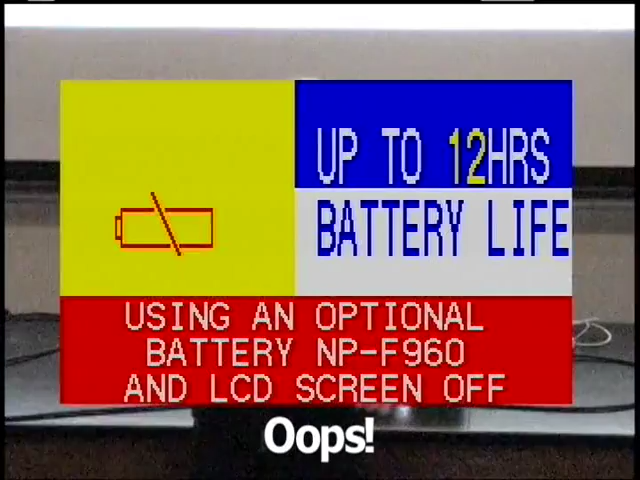 UP TO 12HRS
BATTERY LIFE
USING AN OPTIONAL
BATTERY NP-F960
AND LCD SCREEN OFF
Oops!